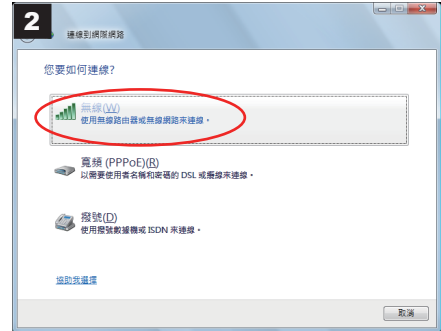 2
連線到網際網路
您要如何連線?
無線(W)
使用無線路由器或無線網路來連線。
寬頻 (PPPoE)(R)
以需要使用者名稱和密碼的 DSL 或纜線來連線。
撥號(D)
使用撥號數據機或 ISDN 來連線。
協助我選擇
取消